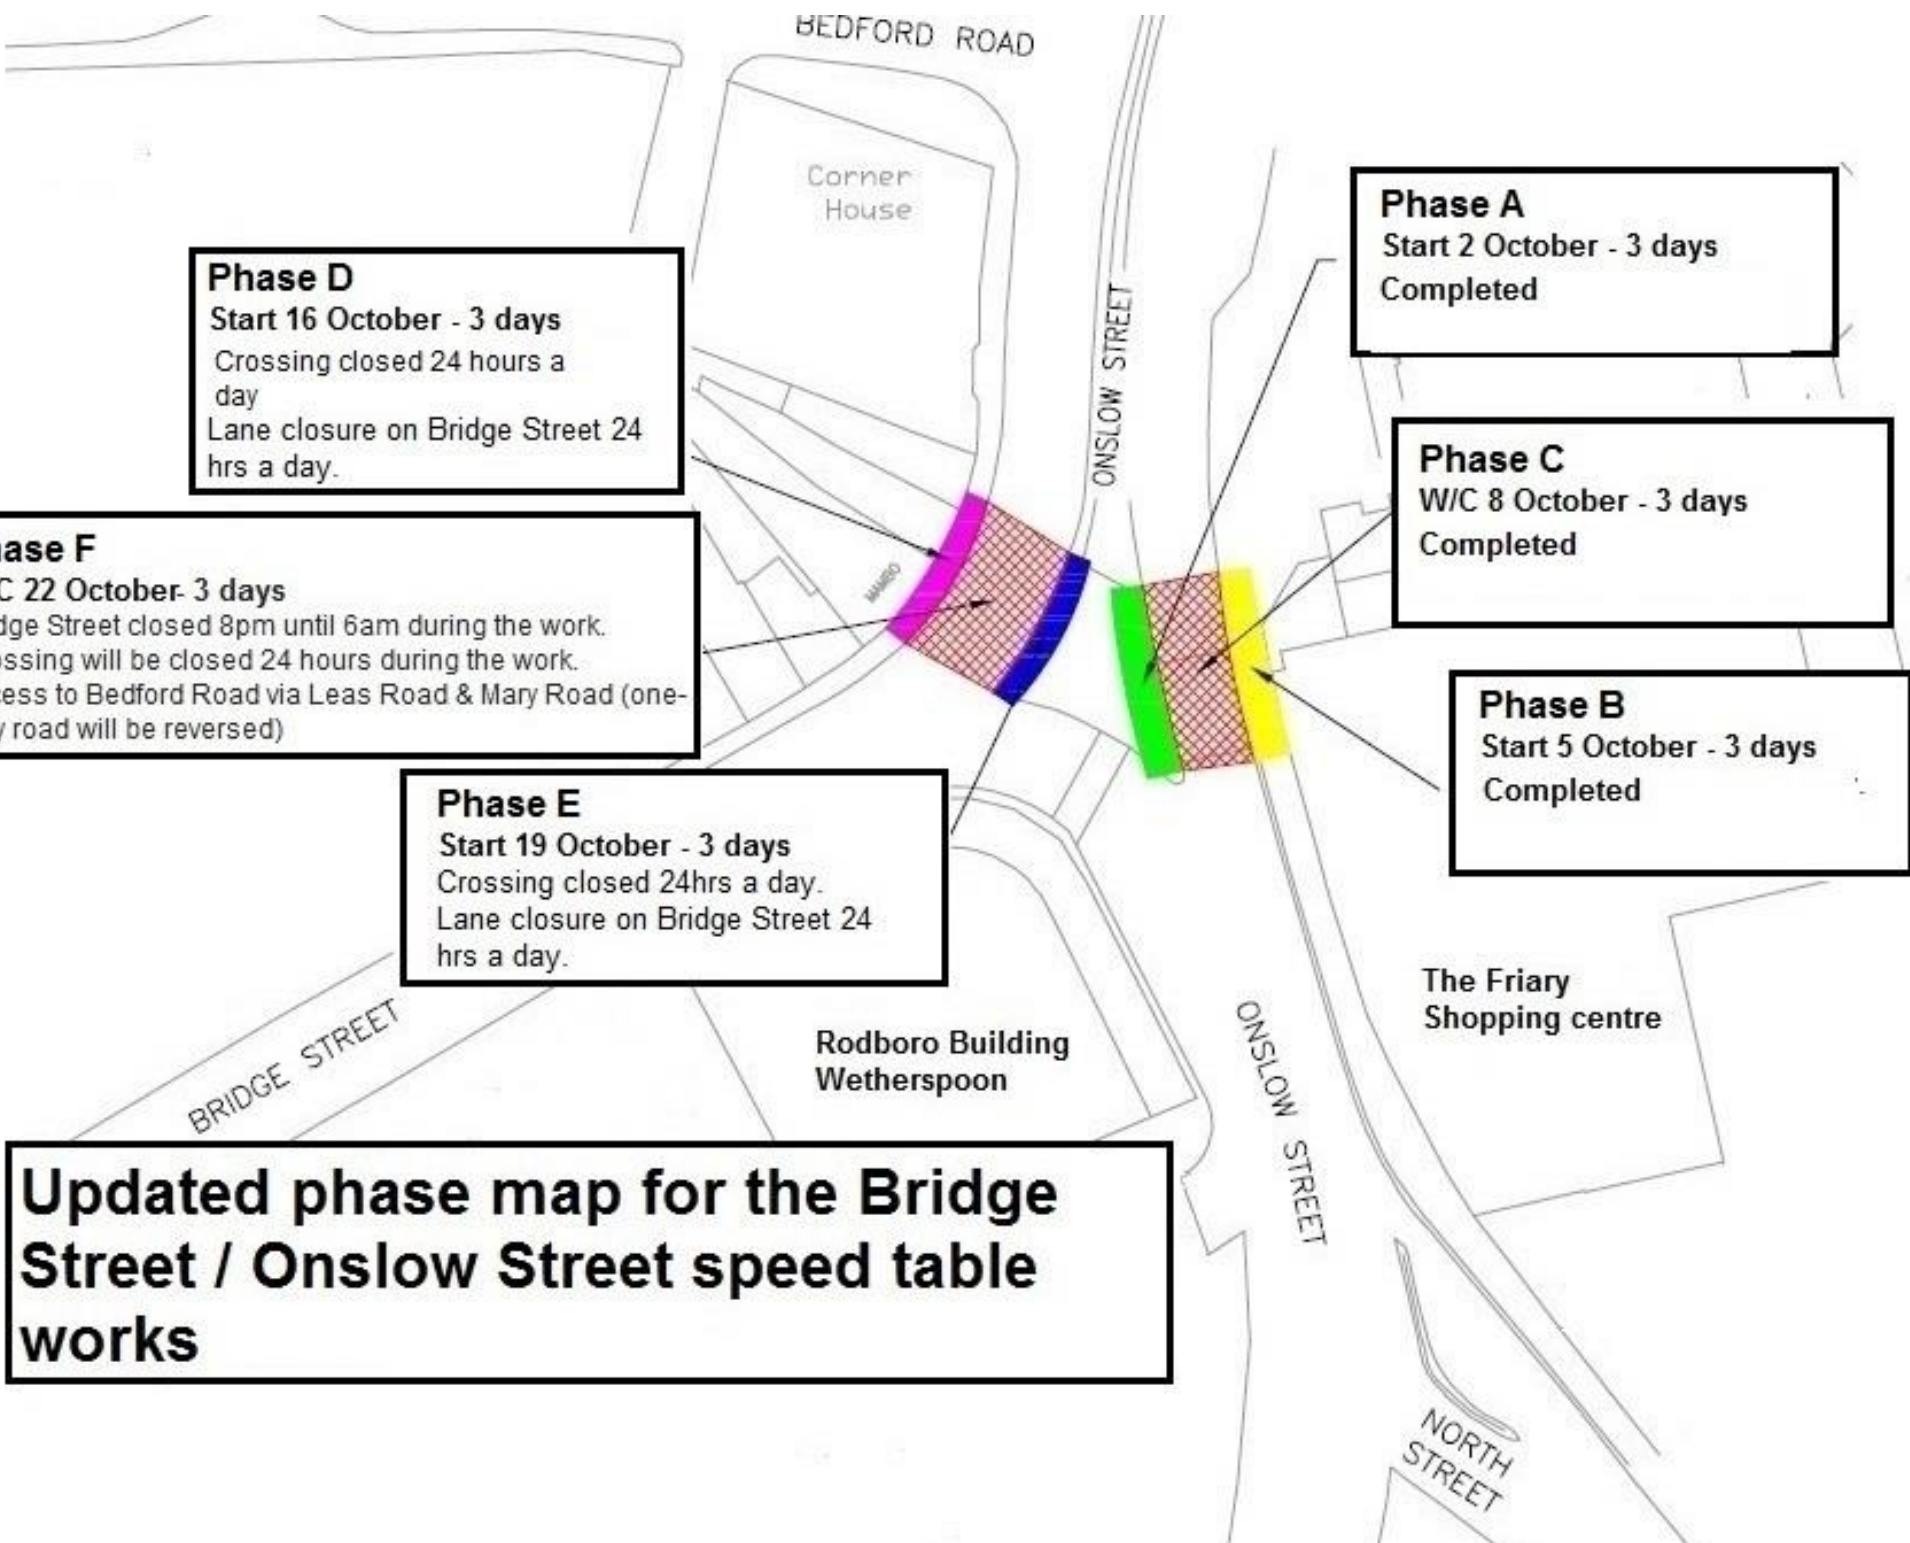 BEDFORD ROAD
Corner
House
ONSLOW STREET
Phase A
Start 2 October - 3 days
Completed
Phase D
Start 16 October - 3 days
Crossing closed 24 hours a
day
Lane closure on Bridge Street 24
hrs a day.
Phase C
W/C 8 October - 3 days
Completed
ase F
C 22 October- 3 days
dge Street closed 8pm until 6am during the work.
ossing will be closed 24 hours during the work.
cess to Bedford Road via Leas Road & Mary Road (one-
y road will be reversed)
MAMBO
Phase B
Start 5 October - 3 days
Completed
Phase E
Start 19 October - 3 days
Crossing closed 24hrs a day.
Lane closure on Bridge Street 24
hrs a day.
The Friary
Shopping centre
BRIDGE STREET
Rodboro Building
Wetherspoon
ONSLOW STREET
Updated phase map for the Bridge
Street / Onslow Street speed table
works
NORTH
STREET